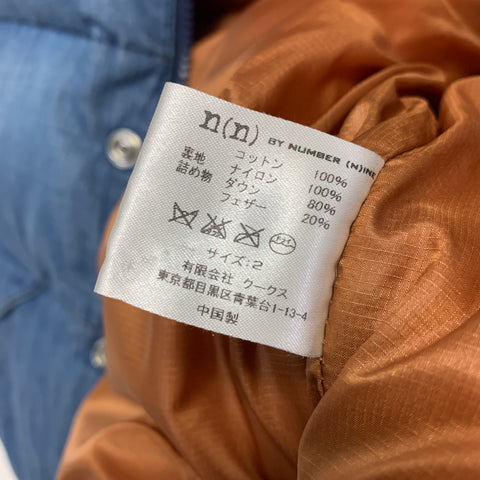 n(n) BY NUMBER (N)INE
コットン 100%
裏地 ナイロン 100%
詰め物 ダウン 80%
フェザー 20%
サイズ:2
有限会社 クークス
東京都目黒区青葉台1-13-4
中国製